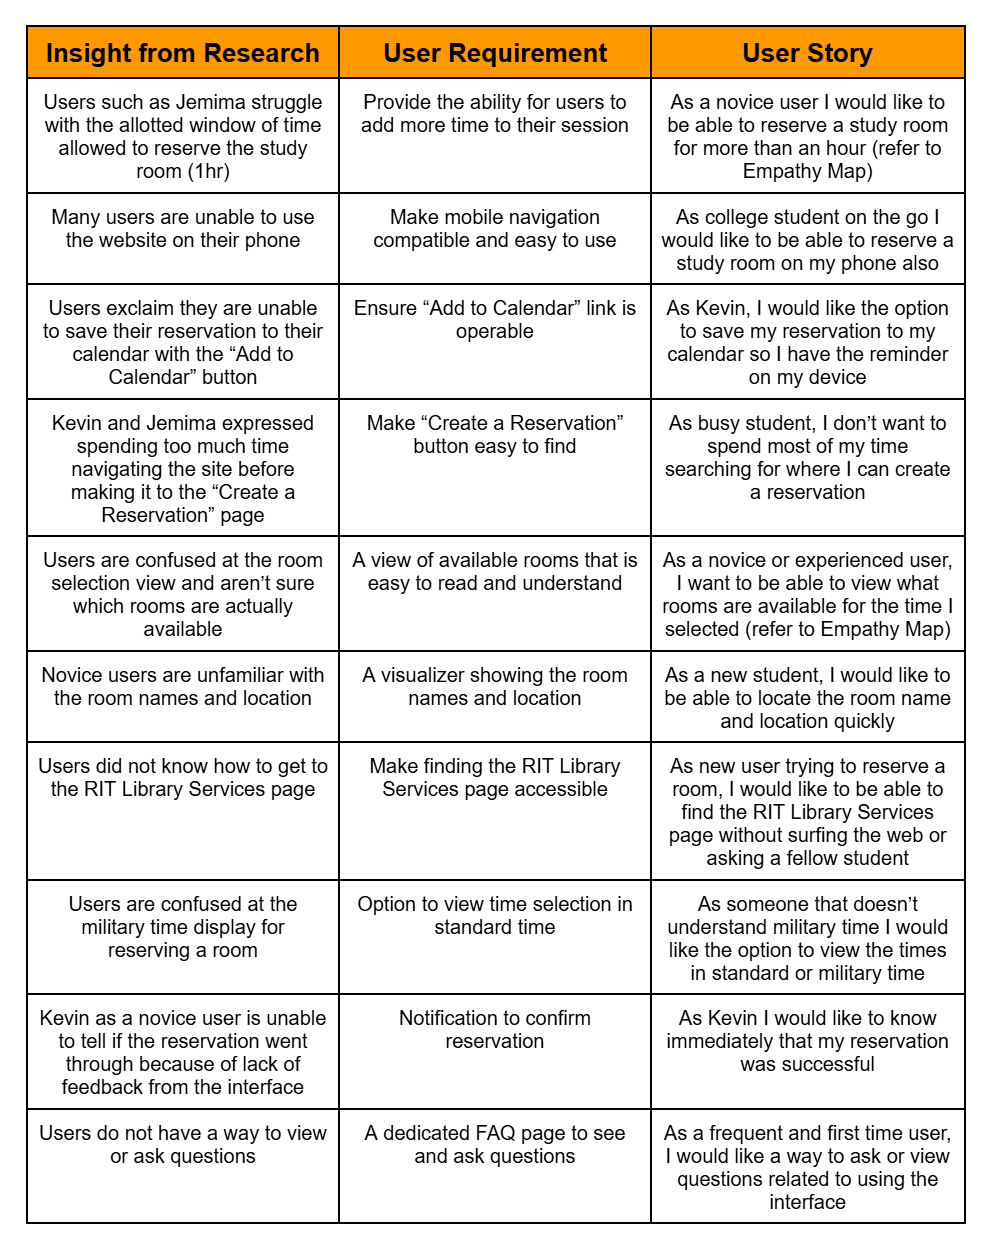 Insight from Research
User Requirement
User Story
Users such as Jemima struggle
with the allotted window of time
allowed to reserve the study
room (1hr)
Provide the ability for users to
add more time to their session
As a novice user I would like to
be able to reserve a study room
for more than an hour (refer to
Empathy Map)
Many users are unable to use
the website on their phone
Make mobile navigation
compatible and easy to use
As college student on the go I
would like to be able to reserve a
study room on my phone also
Users exclaim they are unable
to save their reservation to their
calendar with the “Add to
Calendar” button
Ensure “Add to Calendar” link is
operable
As Kevin, I would like the option
to save my reservation to my
calendar so I have the reminder
on my device
Kevin and Jemima expressed
spending too much time
navigating the site before
making it to the “Create a
Reservation” page
Make “Create a Reservation”
button easy to find
As busy student, I don’t want to
spend most of my time
searching for where I can create
a reservation
Users are confused at the room
selection view and aren’t sure
which rooms are actually
available
A view of available rooms that is
easy to read and understand
As a novice or experienced user,
I want to be able to view what
rooms are available for the time I
selected (refer to Empathy Map)
Novice users are unfamiliar with
the room names and location
A visualizer showing the room
names and location
As a new student, I would like to
be able to locate the room name
and location quickly
Users did not know how to get to
the RIT Library Services page
Make finding the RIT Library
Services page accessible
As new user trying to reserve a
room, I would like to be able to
find the RIT Library Services
page without surfing the web or
asking a fellow student
Users are confused at the
military time display for
reserving a room
Option to view time selection in
standard time
As someone that doesn’t
understand military time I would
like the option to view the times
in standard or military time
Kevin as a novice user is unable
to tell if the reservation went
through because of lack of
feedback from the interface
Notification to confirm
reservation
As Kevin I would like to know
immediately that my reservation
was successful
Users do not have a way to view
or ask questions
A dedicated FAQ page to see
and ask questions
As a frequent and first time user,
I would like a way to ask or view
questions related to using the
interface